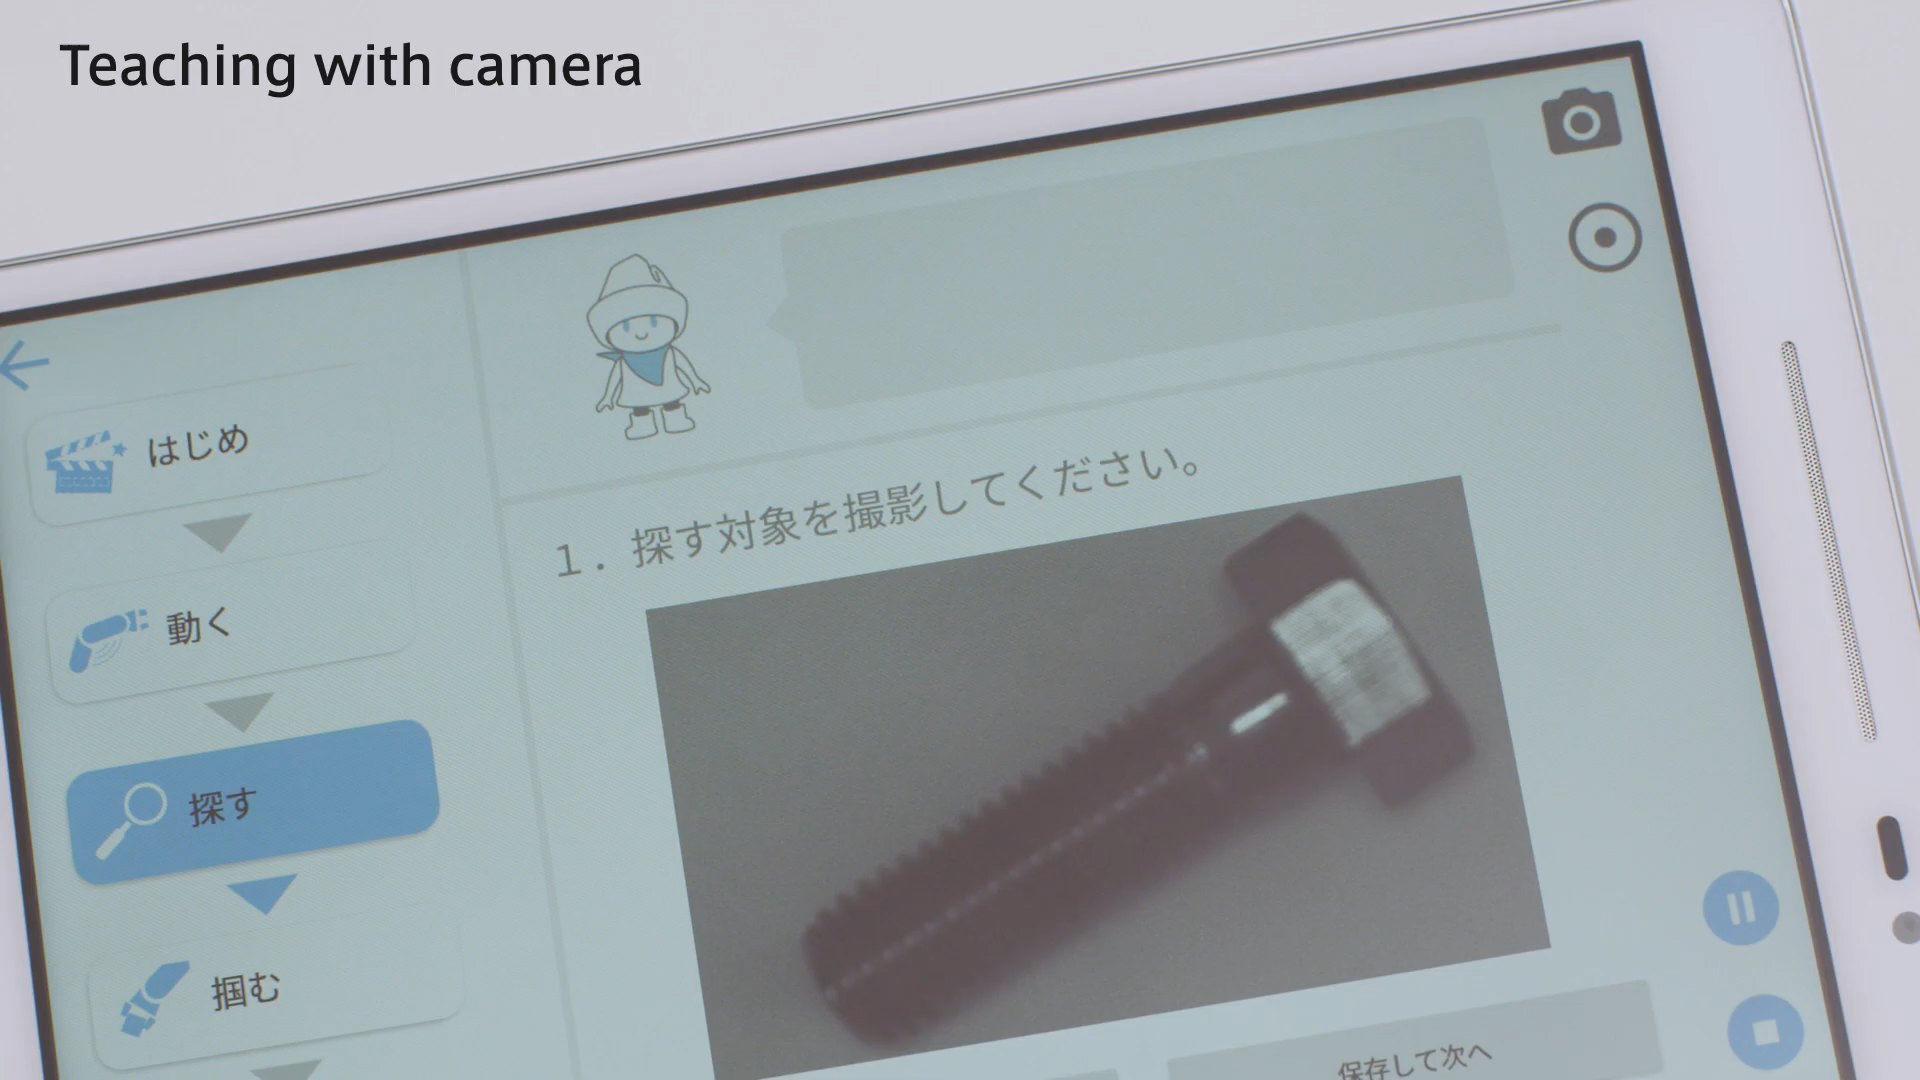 Teaching with camera
はじめ
動く
探す
掴む
1. 探す対象を撮影してください。
保存して次へ